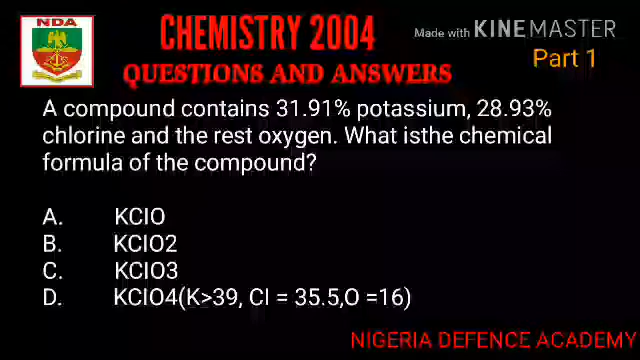 NDA
CHEMISTRY 2004
Made with KINEMASTER
QUESTIONS AND ANSWERS
Part 1
A compound contains 31.91% potassium, 28.93%
chlorine and the rest oxygen. What isthe chemical
formula of the compound?
A. KCIO
B. KCIO2
C. KCIO3
D. KCIO4(K>39, CI = 35.5,O =16)
NIGERIA DEFENCE ACADEMY